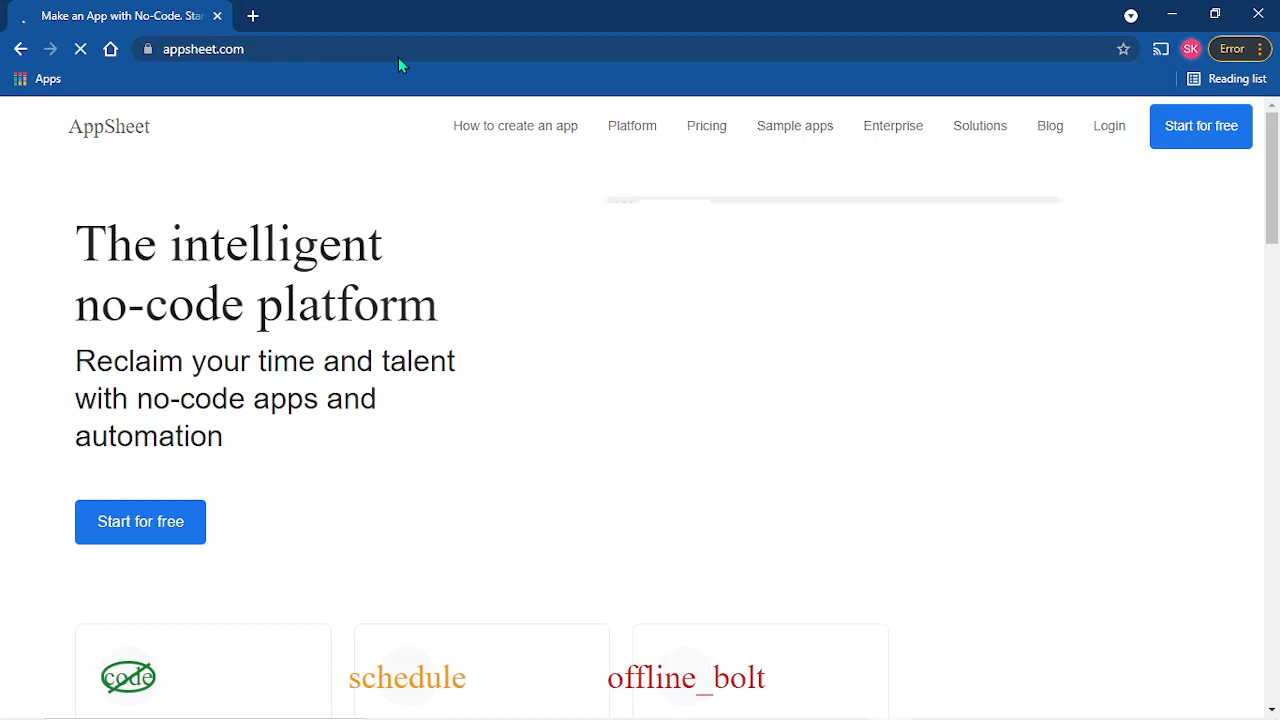 Make an App with No-Code. Star
appsheet.com
SK
Error
Apps
Reading list
AppSheet
How to create an app
Platform
Pricing
Sample apps
Enterprise
Solutions
Blog
Login
Start for free
The intelligent
no-code platform
Reclaim your time and talent
with no-code apps and
automation
Start for free
code
schedule
offline_bolt